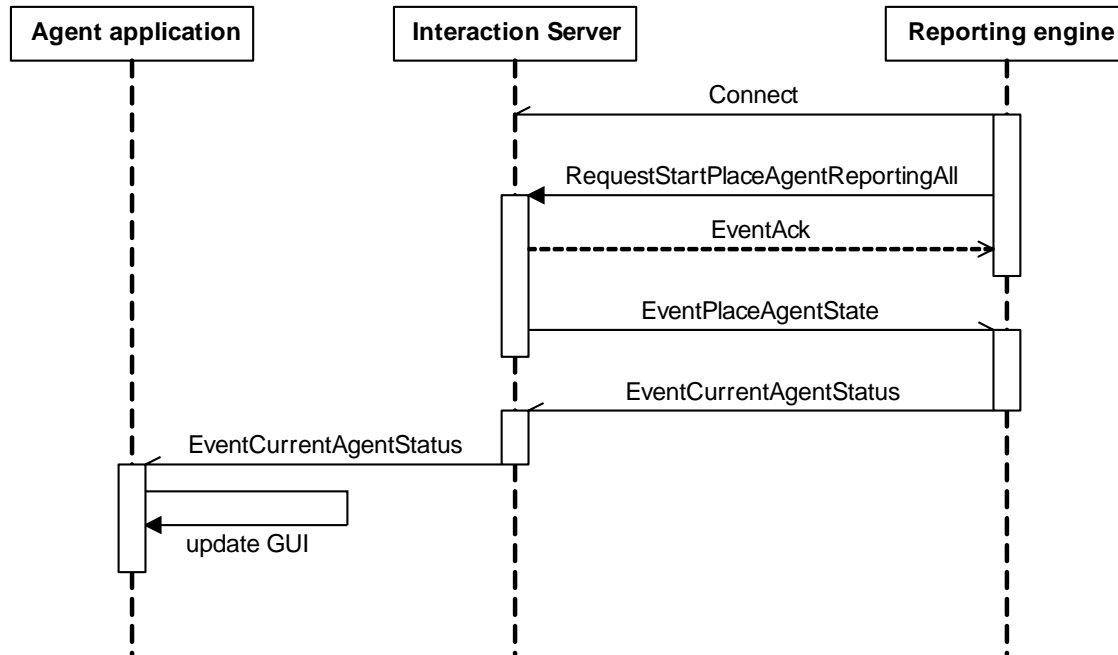 Agent application
Interaction Server
Reporting engine
Connect
RequestStartPlaceAgentReportingAll
EventAck
EventPlaceAgentState
EventCurrentAgentStatus
EventCurrentAgentStatus
update GUI